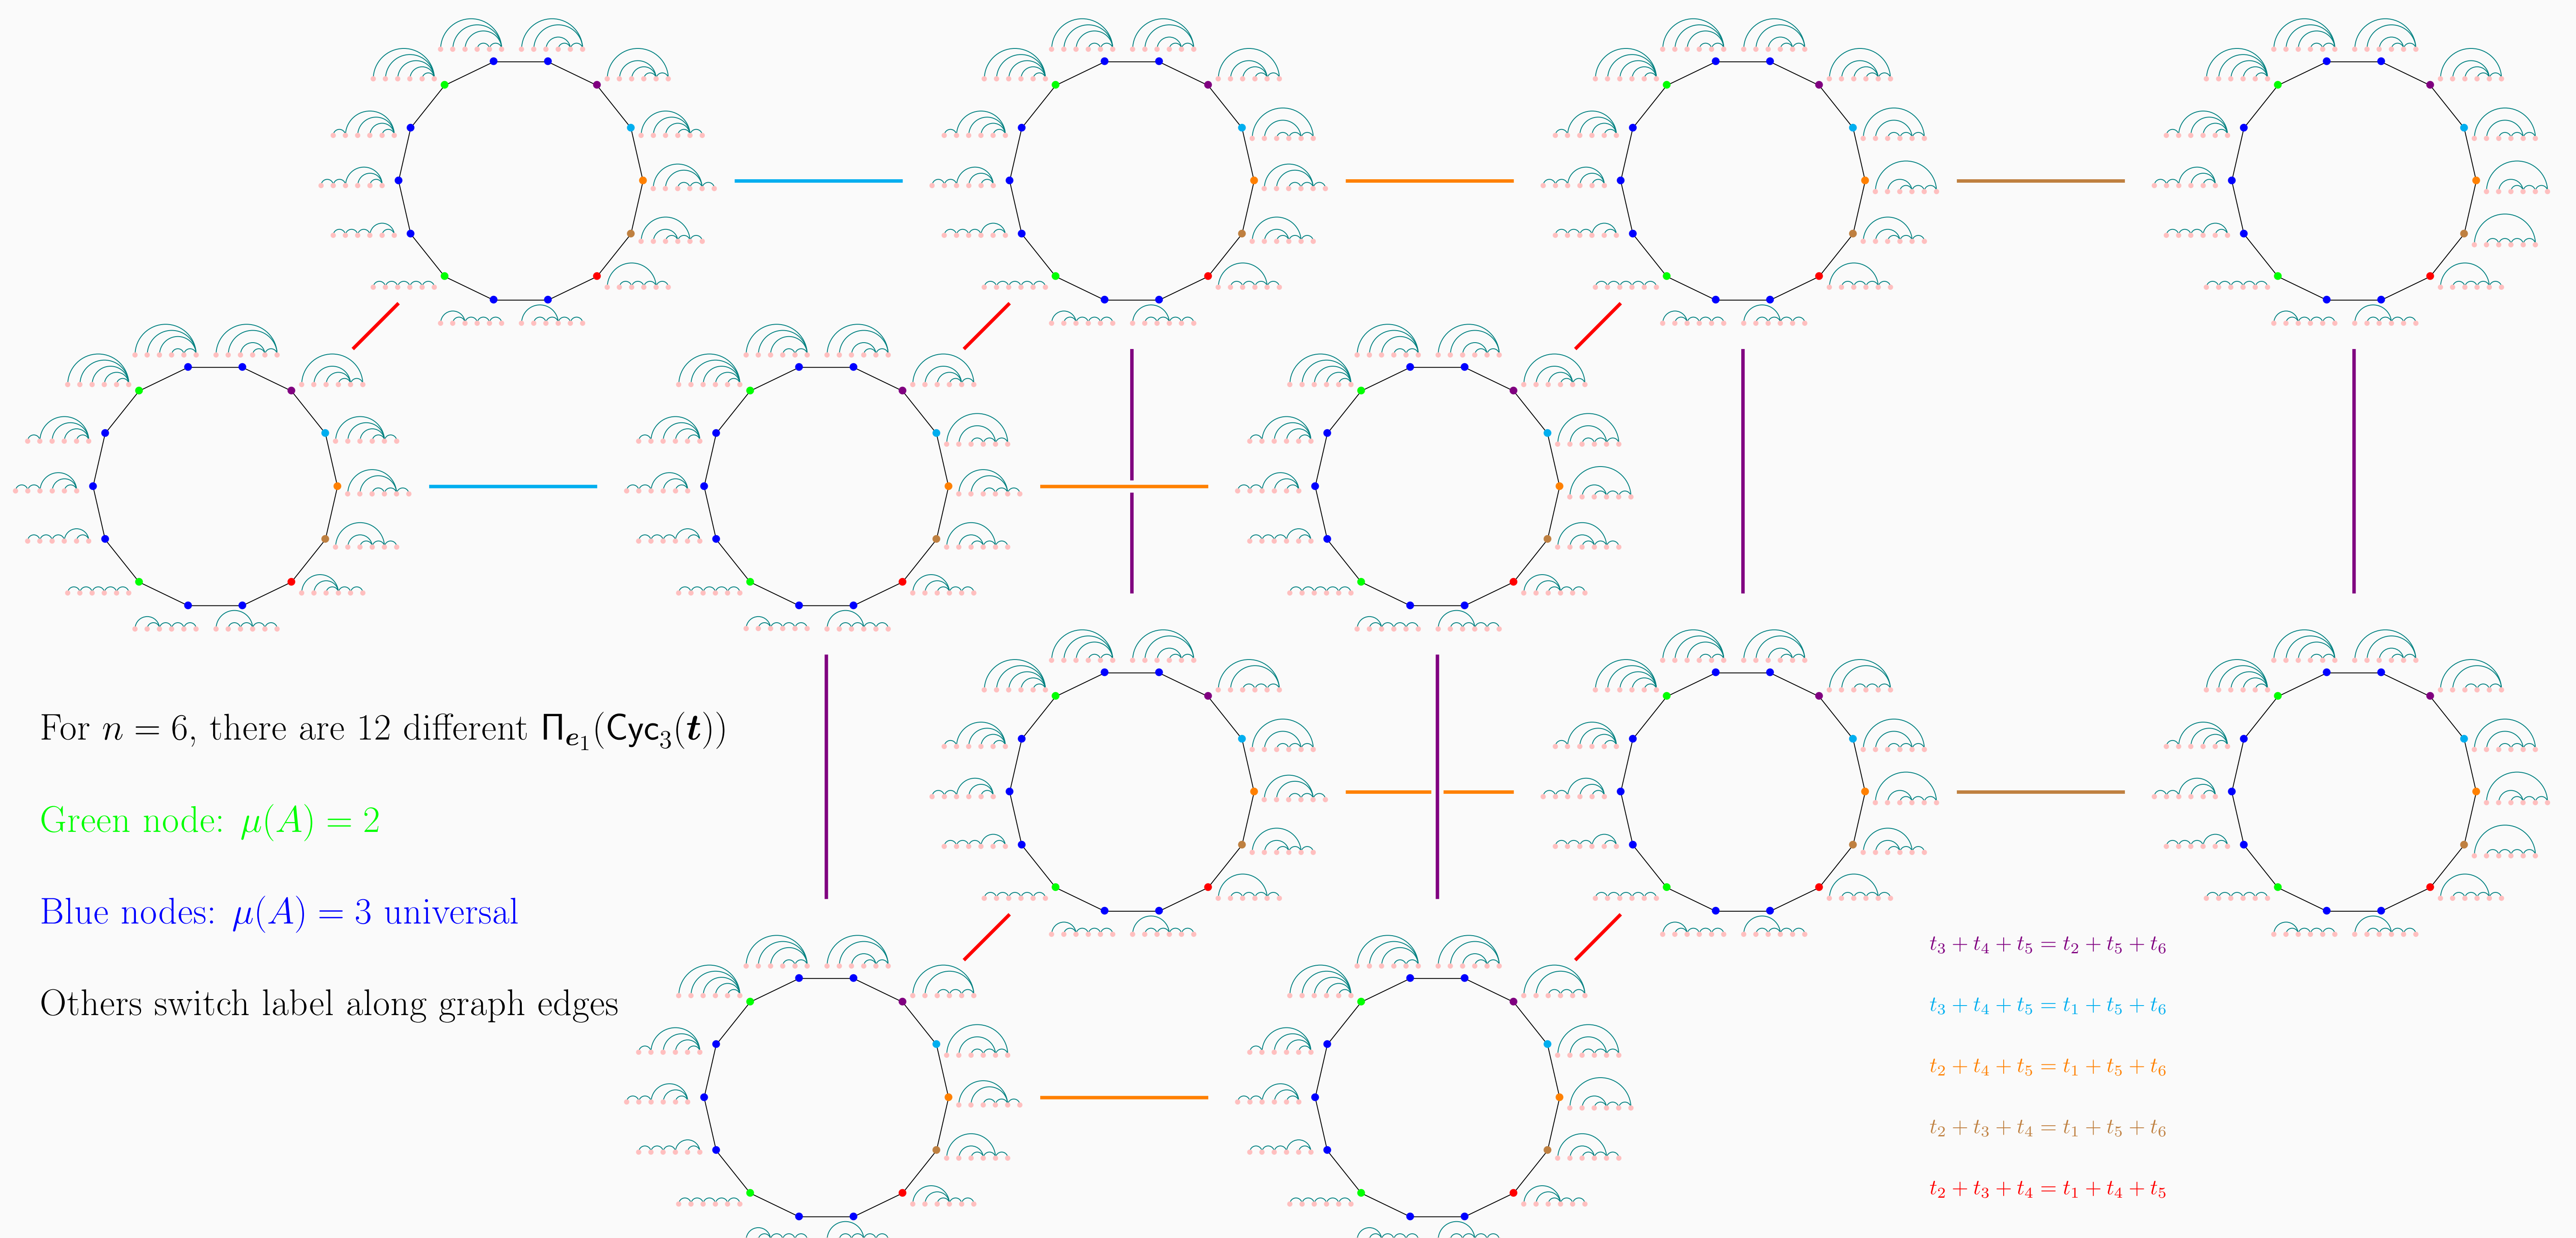 For n = 6, there are 12 different Π_{e_1}(Cyc_3(t))
Green node: μ(A) = 2
Blue nodes: μ(A) = 3 universal
Others switch label along graph edges
t_3 + t_4 + t_5 = t_2 + t_5 + t_6
t_3 + t_4 + t_5 = t_1 + t_5 + t_6
t_2 + t_4 + t_5 = t_1 + t_5 + t_6
t_2 + t_3 + t_4 = t_1 + t_5 + t_6
t_2 + t_3 + t_4 = t_1 + t_4 + t_5